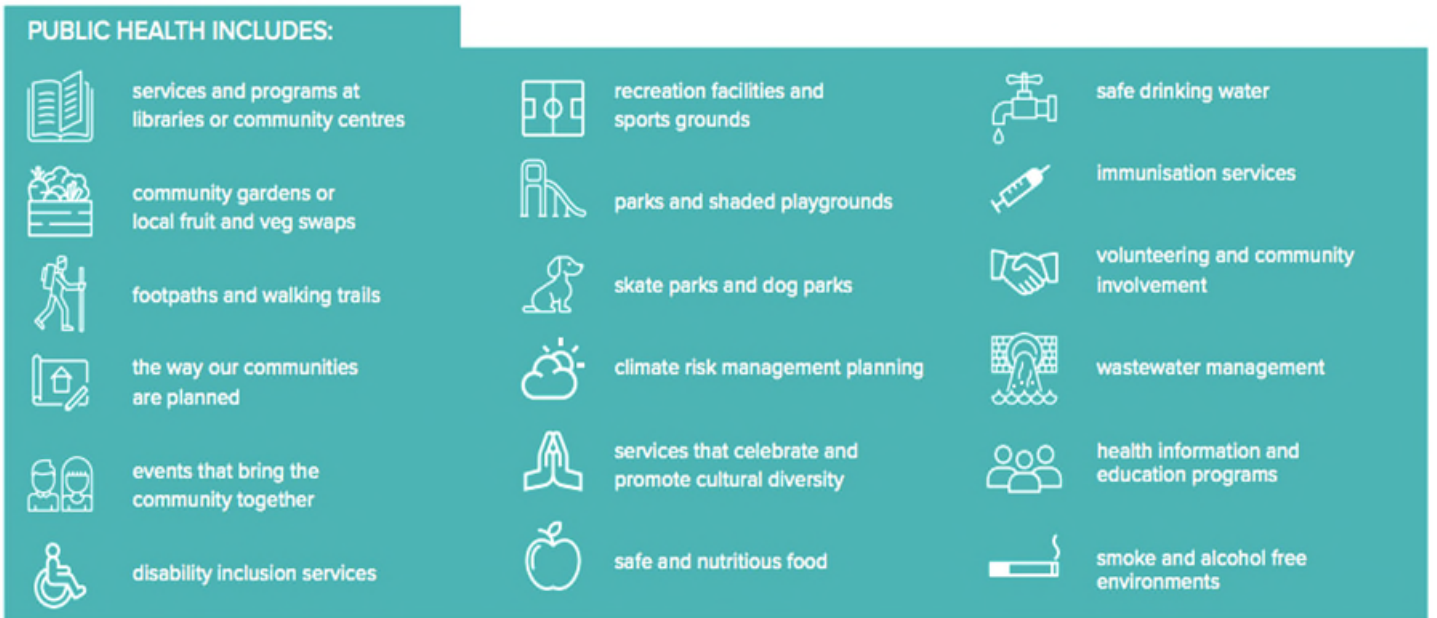 PUBLIC HEALTH INCLUDES:
services and programs at
libraries or community centres
community gardens or
local fruit and veg swaps
footpaths and walking trails
the way our communities
are planned
events that bring the
community together
disability inclusion services
recreation facilities and
sports grounds
parks and shaded playgrounds
skate parks and dog parks
climate risk management planning
services that celebrate and
promote cultural diversity
safe and nutritious food
safe drinking water
immunisation services
volunteering and community
involvement
wastewater management
health information and
education programs
smoke and alcohol free
environments